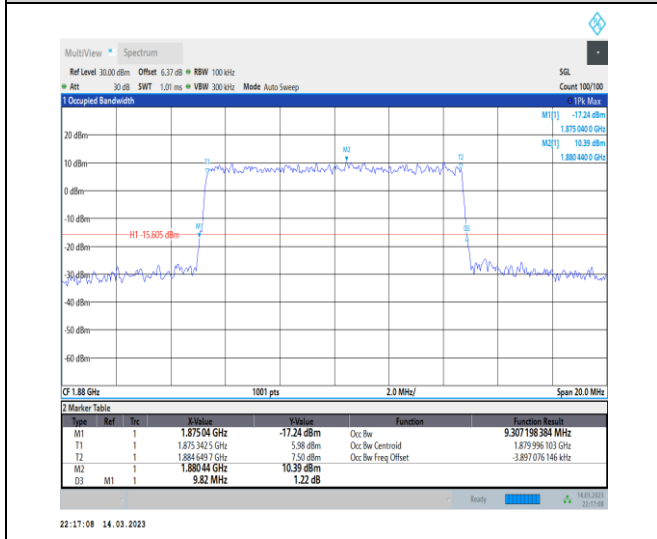 MultiView Spectrum
Ref Level 30.00 dBm Offset 6.37 dB RBW 100 kHz SGL
Att 30 dB SWT 1.01 ms VBW 300 kHz Mode Auto Sweep Count 100/100
1 Occupied Bandwidth 1Pk Max
M1[1] -17.24 dBm
1.875 040 0 GHz
M2[1] 10.39 dBm
1.880 440 0 GHz
20 dBm
M2
T1 T2
10 dBm
0 dBm
-10 dBm
M1 D3
H1 -15.605 dBm
-20 dBm
-30 dBm
-40 dBm
-50 dBm
-60 dBm
CF 1.88 GHz 1001 pts 2.0 MHz/ Span 20.0 MHz
2 Marker Table
Type Ref Trc X-Value Y-Value Function Function Result
M1 1 1.87504 GHz -17.24 dBm Occ Bw 9.307 198 384 MHz
T1 1 1.875 342 5 GHz 5.98 dBm Occ Bw Centroid 1.879 996 103 GHz
T2 1 1.884 649 7 GHz 7.50 dBm Occ Bw Freq Offset -3.897 076 146 kHz
M2 1 1.88044 GHz 10.39 dBm
D3 M1 1 9.82 MHz 1.22 dB
Ready 14.03.2023
22:17:08
22:17:08 14.03.2023